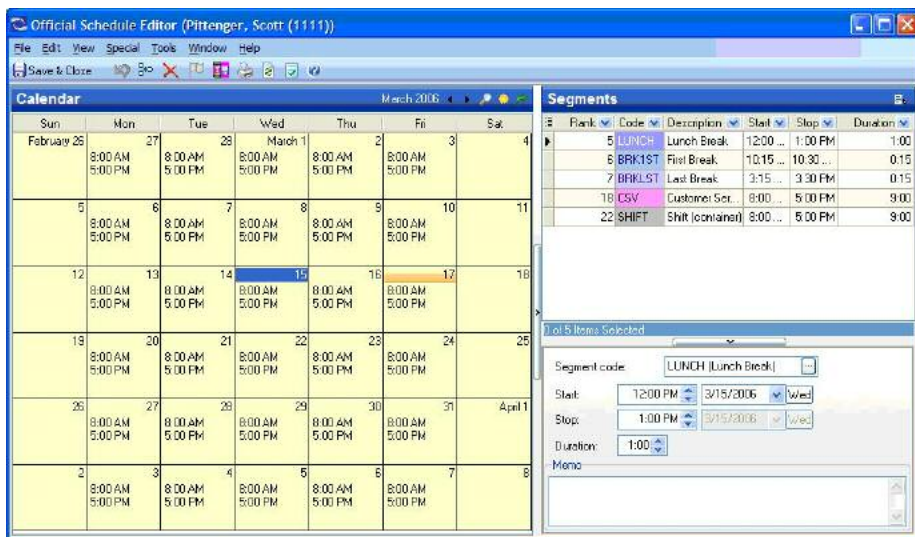 Official Schedule Editor (Pittenger, Scott (1111))
File Edit View Special Tools Window Help
Save & Close
Calendar
March 2006
Sun Mon Tue Wed Thu Fri Sat
February 26 27 28 March 1 2 3 4
8:00 AM 8:00 AM 8:00 AM 8:00 AM 8:00 AM
5:00 PM 5:00 PM 5:00 PM 5:00 PM 5:00 PM
5 6 7 8 9 10 11
8:00 AM 8:00 AM 8:00 AM 8:00 AM 8:00 AM
5:00 PM 5:00 PM 5:00 PM 5:00 PM 5:00 PM
12 13 14 15 16 17 18
8:00 AM 8:00 AM 8:00 AM 8:00 AM 8:00 AM
5:00 PM 5:00 PM 5:00 PM 5:00 PM 5:00 PM
19 20 21 22 23 24 25
8:00 AM 8:00 AM 8:00 AM 8:00 AM 8:00 AM
5:00 PM 5:00 PM 5:00 PM 5:00 PM 5:00 PM
26 27 28 29 30 31 April 1
8:00 AM 8:00 AM 8:00 AM 8:00 AM 8:00 AM
5:00 PM 5:00 PM 5:00 PM 5:00 PM 5:00 PM
2 3 4 5 6 7 8
8:00 AM 8:00 AM 8:00 AM 8:00 AM 8:00 AM
5:00 PM 5:00 PM 5:00 PM 5:00 PM 5:00 PM
Segments
Rank Code Description Start Stop Duration
5 LUNCH Lunch Break 12:00 ... 1:00 PM 1:00
6 BRK1ST First Break 10:15 ... 10:30 ... 0:15
7 BRKLST Last Break 3:15 ... 3:30 PM 0:15
18 CSV Customer Ser... 8:00 ... 5:00 PM 9:00
22 SHIFT Shift (container) 8:00 ... 5:00 PM 9:00
0 of 5 Items Selected
Segment code: LUNCH [Lunch Break] ...
Start: 12:00 PM 3/15/2006 Wed
Stop: 1:00 PM 3/15/2006 Wed
Duration: 1:00
Memo